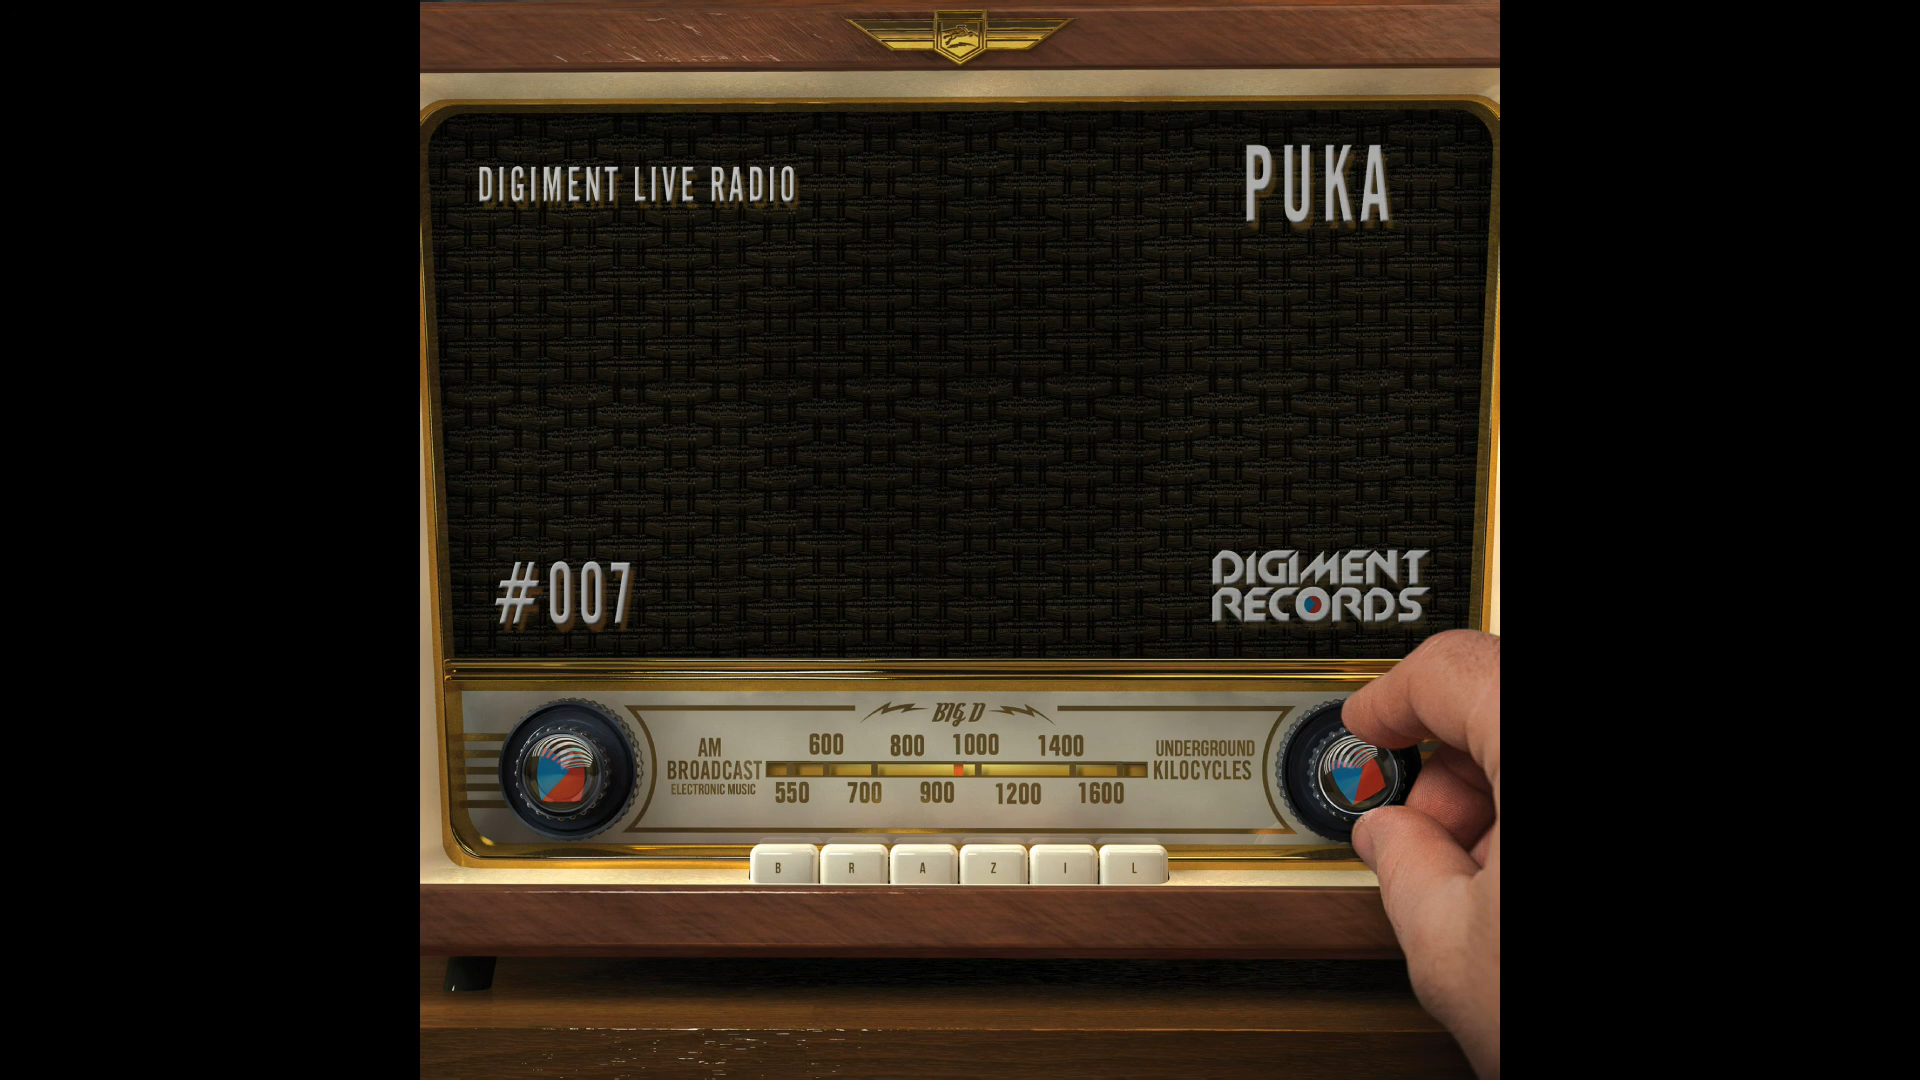 DIGIMENT LIVE RADIO
PUKA
#007
DIGIMENT
RECORDS
BIG D
600 800 1000 1400
AM
BROADCAST
ELECTRONIC MUSIC
UNDERGROUND
KILOCYCLES
550 700 900 1200 1600
B R A Z I L